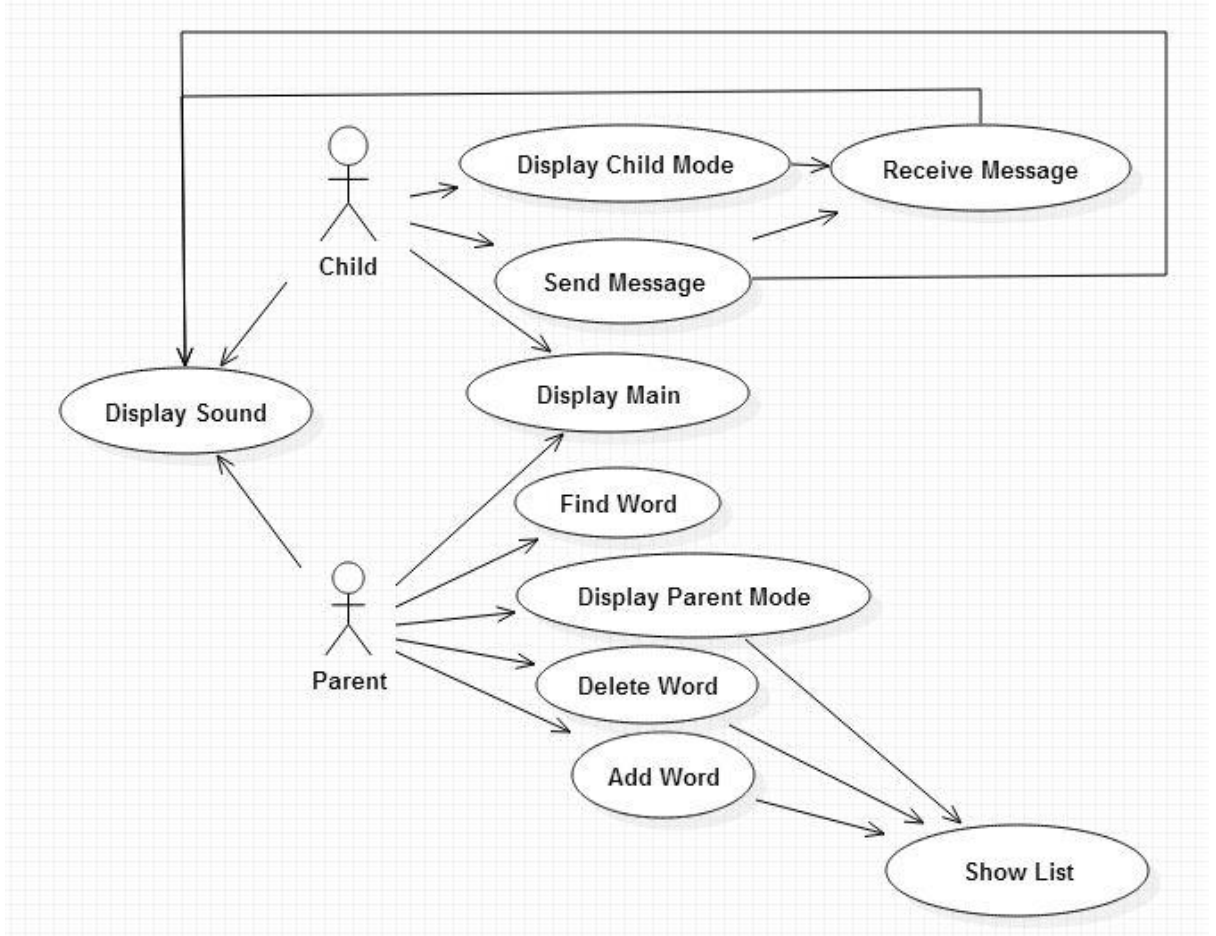 Display Child Mode
Receive Message
Child
Send Message
Display Main
Display Sound
Find Word
Display Parent Mode
Parent
Delete Word
Add Word
Show List